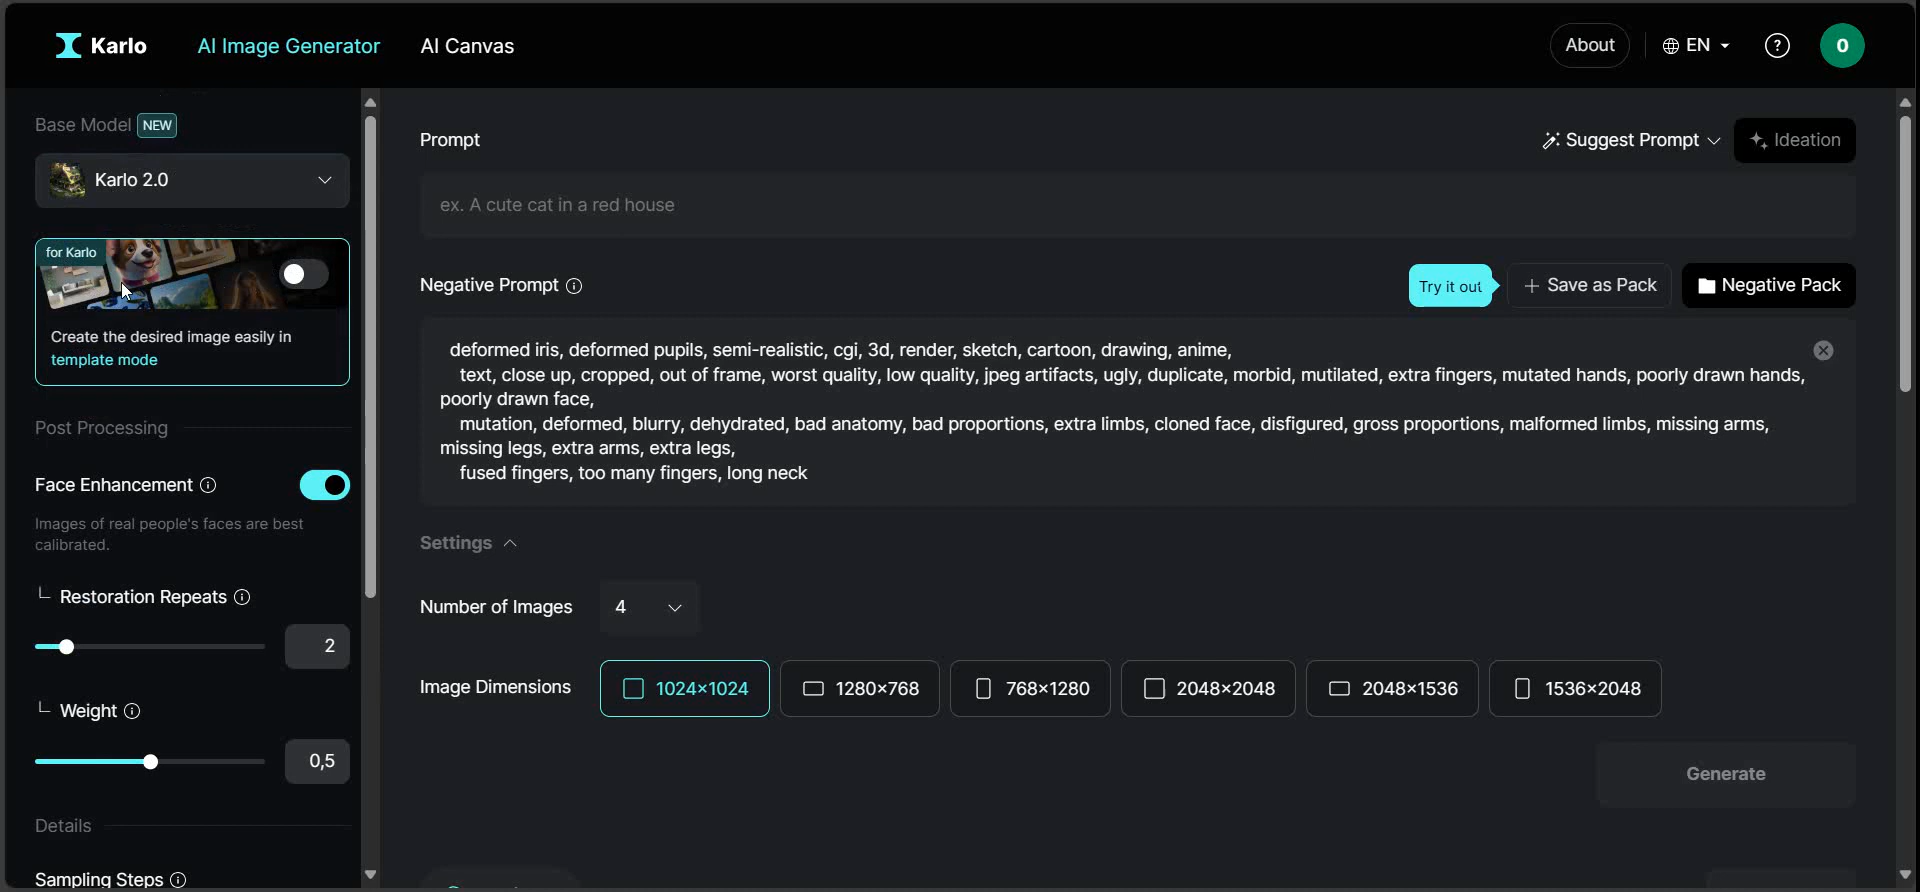 Karlo
AI Image Generator
AI Canvas
About
EN
?
0
Base Model NEW
Karlo 2.0
for Karlo
Create the desired image easily in
template mode
Post Processing
Face Enhancement
Images of real people's faces are best
calibrated.
Restoration Repeats
2
Weight
0,5
Details
Sampling Steps
Prompt
Suggest Prompt
Ideation
ex. A cute cat in a red house
Negative Prompt
Try it out
+ Save as Pack
Negative Pack
deformed iris, deformed pupils, semi-realistic, cgi, 3d, render, sketch, cartoon, drawing, anime,
text, close up, cropped, out of frame, worst quality, low quality, jpeg artifacts, ugly, duplicate, morbid, mutilated, extra fingers, mutated hands, poorly drawn hands,
poorly drawn face,
mutation, deformed, blurry, dehydrated, bad anatomy, bad proportions, extra limbs, cloned face, disfigured, gross proportions, malformed limbs, missing arms,
missing legs, extra arms, extra legs,
fused fingers, too many fingers, long neck
Settings
Number of Images
4
Image Dimensions
1024×1024
1280×768
768×1280
2048×2048
2048×1536
1536×2048
Generate